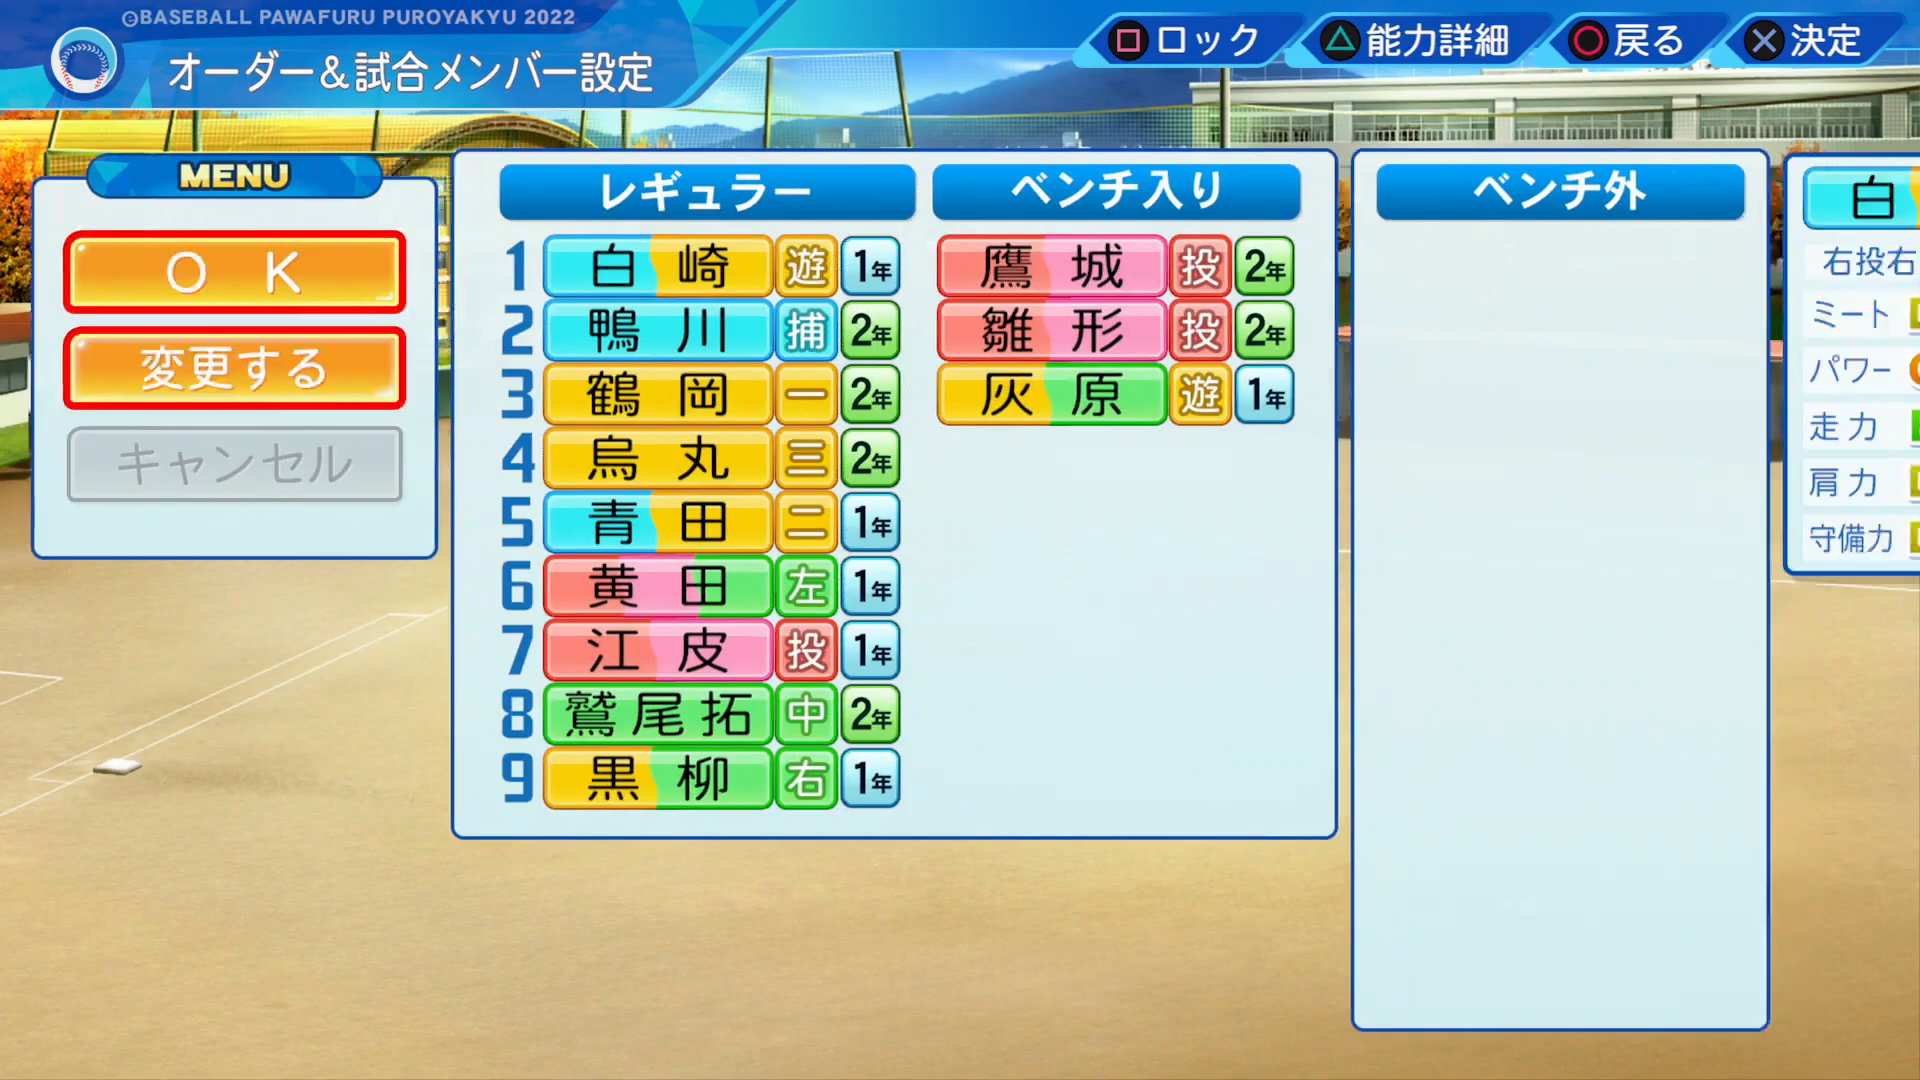 ©BASEBALL PAWAFURU PUROYAKYU 2022
オーダー＆試合メンバー設定
ロック
能力詳細
戻る
決定
MENU
O K
変更する
キャンセル
レギュラー
1 白崎 遊 1年
2 鴨川 捕 2年
3 鶴岡 一 2年
4 烏丸 三 2年
5 青田 二 1年
6 黄田 左 1年
7 江皮 投 1年
8 鷲尾拓 中 2年
9 黒柳 右 1年
ベンチ入り
鷹城 投 2年
雛形 投 2年
灰原 遊 1年
ベンチ外
白
右投右
ミート
パワー
走力
肩力
守備力